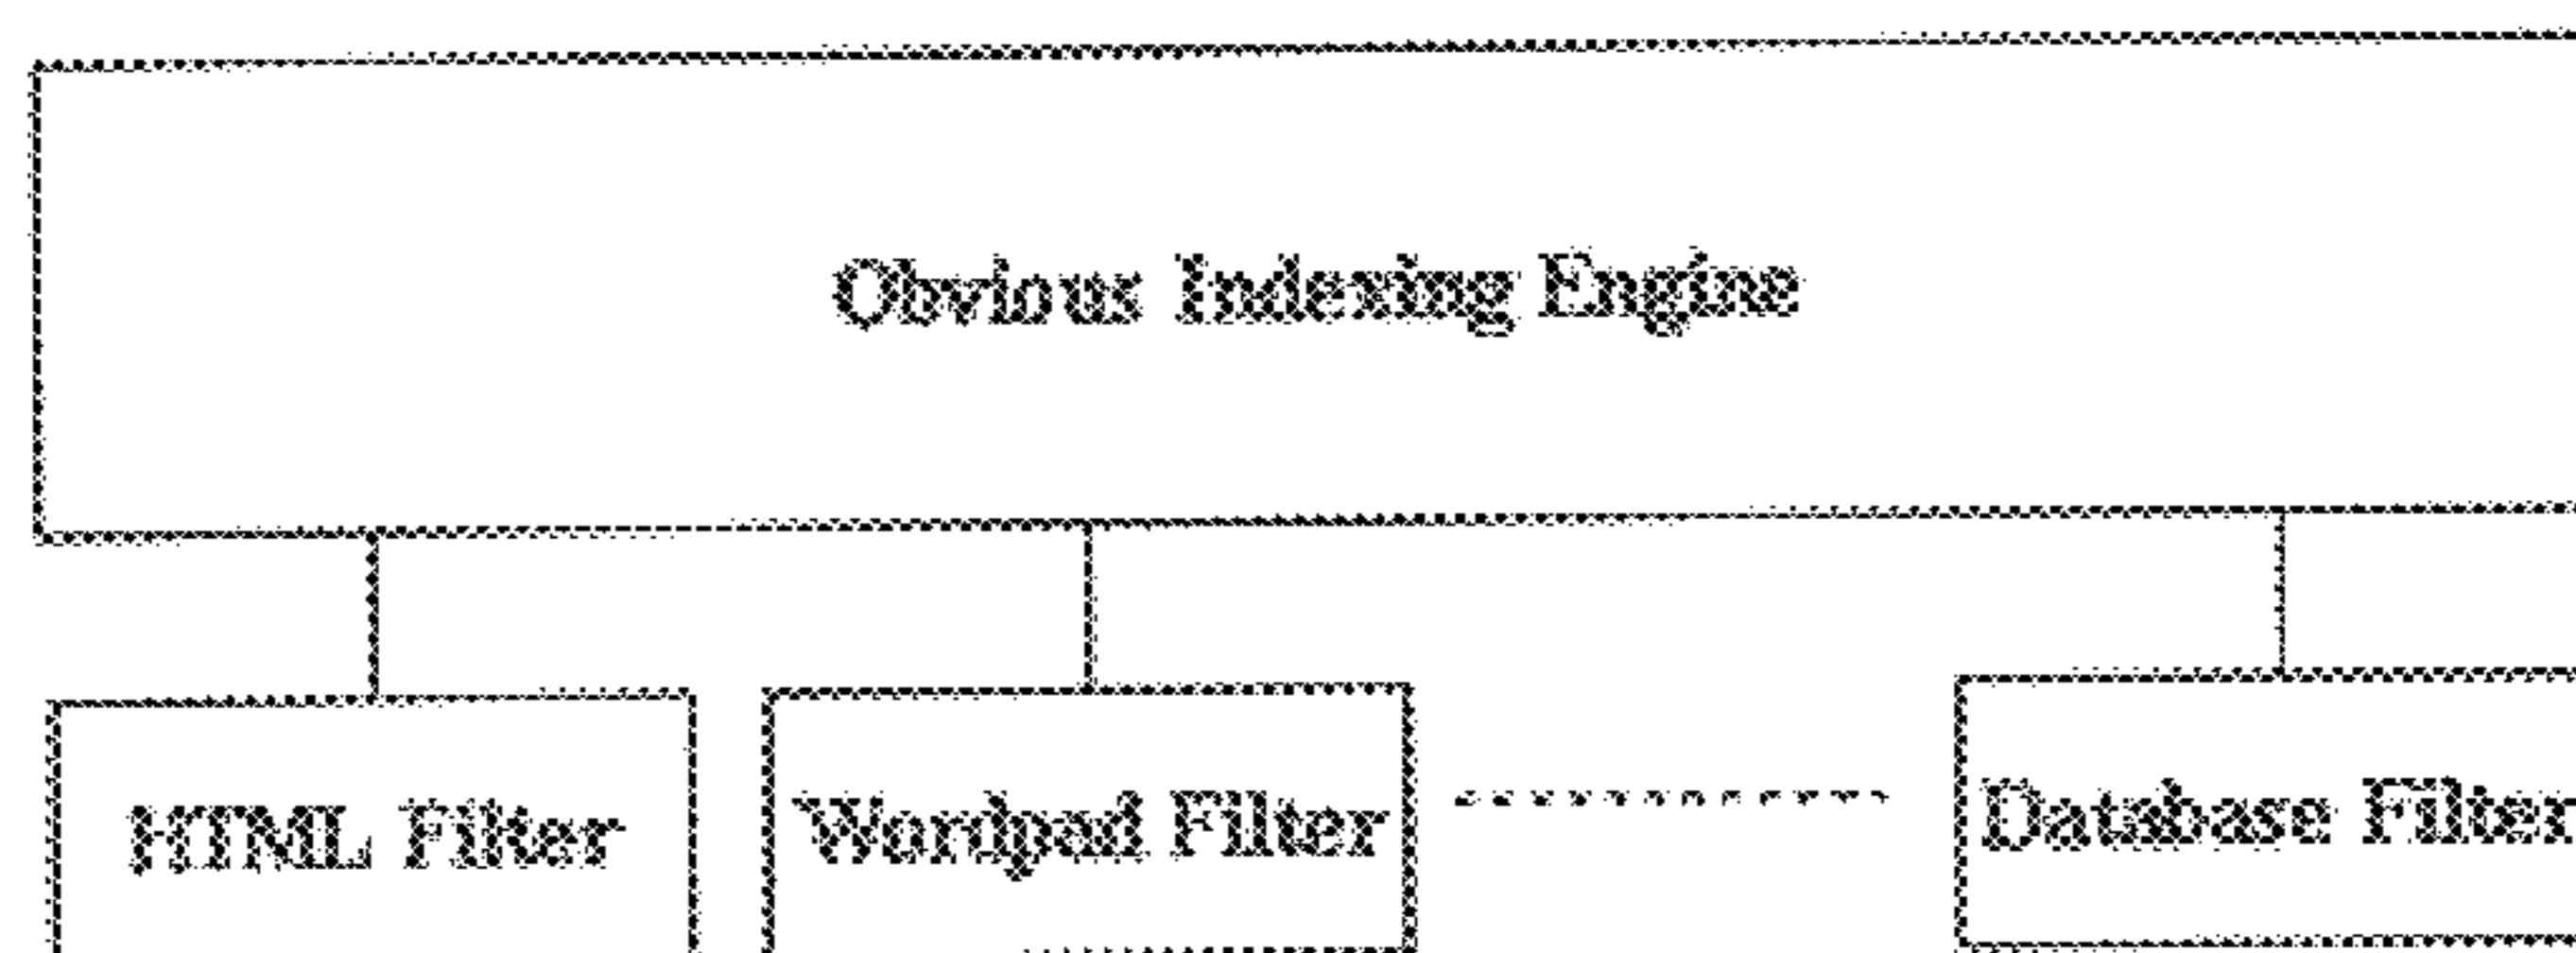 Obvious Indexing Engine
HTML Filter
Wordpad Filter
Database Filter